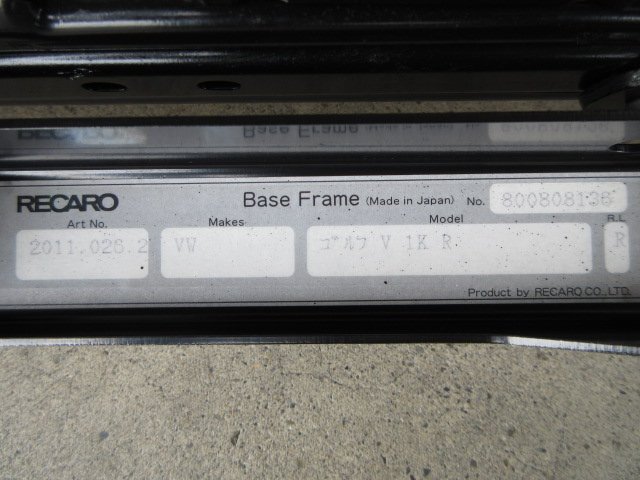 RECARO Base Frame (Made in Japan) No. 800808136
Art No. Makes Model R.L
2011.026.2 VW ｺﾞﾙﾌ V 1K R R
Product by RECARO CO., LTD.